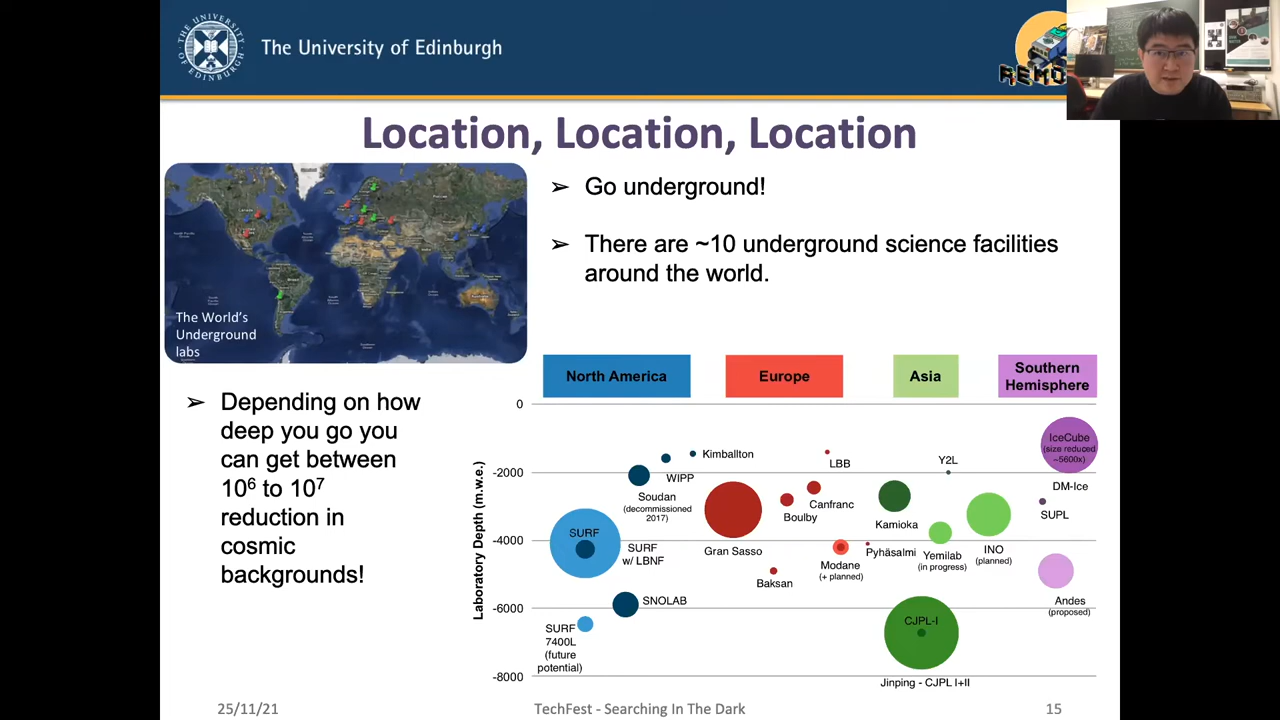 THE UNIVERSITY OF EDINBURGH
The University of Edinburgh
REMO
Location, Location, Location
The World's
Underground
labs
➢ Go underground!
➢ There are ~10 underground science facilities
around the world.
➢ Depending on how
deep you go you
can get between
10⁶ to 10⁷
reduction in
cosmic
backgrounds!
North America
Europe
Asia
Southern
Hemisphere
Laboratory Depth (m.w.e.)
0
-2000
-4000
-6000
-8000
Kimballton
WIPP
Soudan
(decommissioned
2017)
SURF
SURF
w/ LBNF
SNOLAB
SURF
7400L
(future
potential)
LBB
Canfranc
Boulby
Gran Sasso
Modane
(+ planned)
Pyhäsalmi
Baksan
Y2L
Kamioka
Yemilab
(in progress)
INO
(planned)
CJPL-I
Jinping - CJPL I+II
IceCube
(size reduced
~5600x)
DM-Ice
SUPL
Andes
(proposed)
25/11/21
TechFest - Searching In The Dark
15